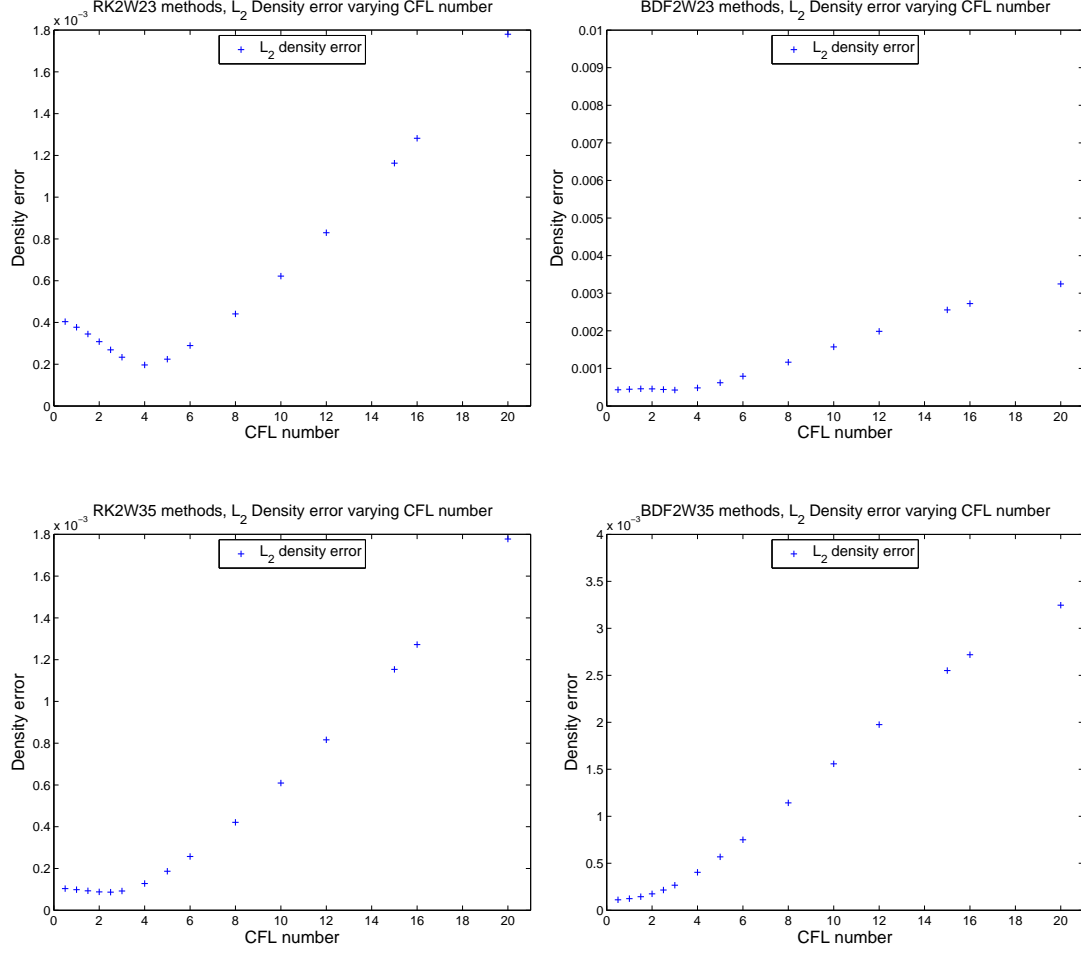 RK2W23 methods, L2 Density error varying CFL number
x 10^-3
L2 density error
1.8
1.6
1.4
1.2
1
0.8
0.6
0.4
0.2
0
0 2 4 6 8 10 12 14 16 18 20
Density error
CFL number
BDF2W23 methods, L2 Density error varying CFL number
L2 density error
0.01
0.009
0.008
0.007
0.006
0.005
0.004
0.003
0.002
0.001
0
0 2 4 6 8 10 12 14 16 18 20
Density error
CFL number
RK2W35 methods, L2 Density error varying CFL number
x 10^-3
L2 density error
1.8
1.6
1.4
1.2
1
0.8
0.6
0.4
0.2
0
0 2 4 6 8 10 12 14 16 18 20
Density error
CFL number
BDF2W35 methods, L2 Density error varying CFL number
x 10^-3
L2 density error
4
3.5
3
2.5
2
1.5
1
0.5
0
0 2 4 6 8 10 12 14 16 18 20
Density error
CFL number